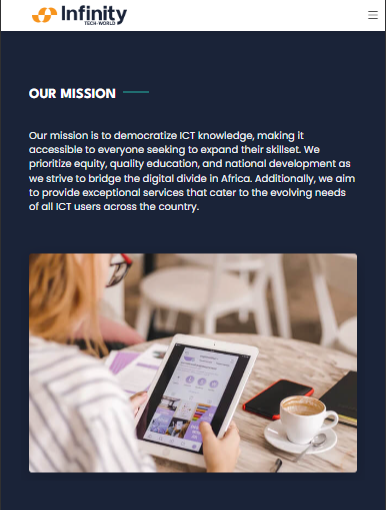 Infinity
TECH-WORLD
OUR MISSION
Our mission is to democratize ICT knowledge, making it
accessible to everyone seeking to expand their skillset. We
prioritize equity, quality education, and national development as
we strive to bridge the digital divide in Africa. Additionally, we aim
to provide exceptional services that cater to the evolving needs
of all ICT users across the country.